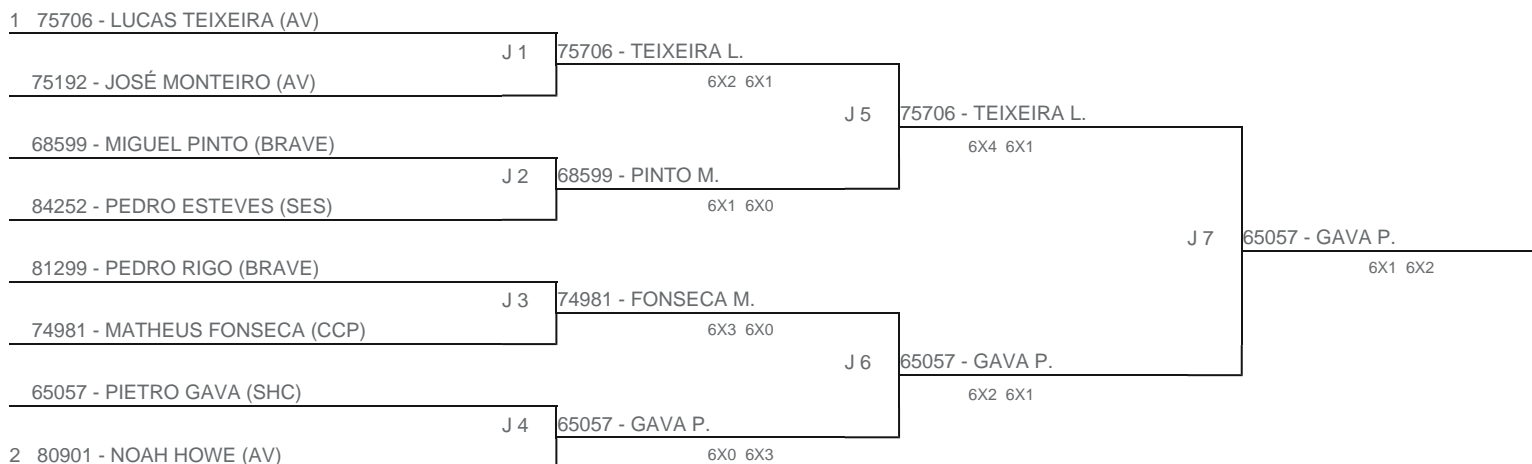 1 75706 - LUCAS TEIXEIRA (AV)
J 1
75706 - TEIXEIRA L.
75192 - JOSÉ MONTEIRO (AV)
6X2 6X1
J 5
75706 - TEIXEIRA L.
68599 - MIGUEL PINTO (BRAVE)
6X4 6X1
J 2
68599 - PINTO M.
84252 - PEDRO ESTEVES (SES)
6X1 6X0
J 7
65057 - GAVA P.
81299 - PEDRO RIGO (BRAVE)
6X1 6X2
J 3
74981 - FONSECA M.
74981 - MATHEUS FONSECA (CCP)
6X3 6X0
J 6
65057 - GAVA P.
65057 - PIETRO GAVA (SHC)
6X2 6X1
J 4
65057 - GAVA P.
2 80901 - NOAH HOWE (AV)
6X0 6X3